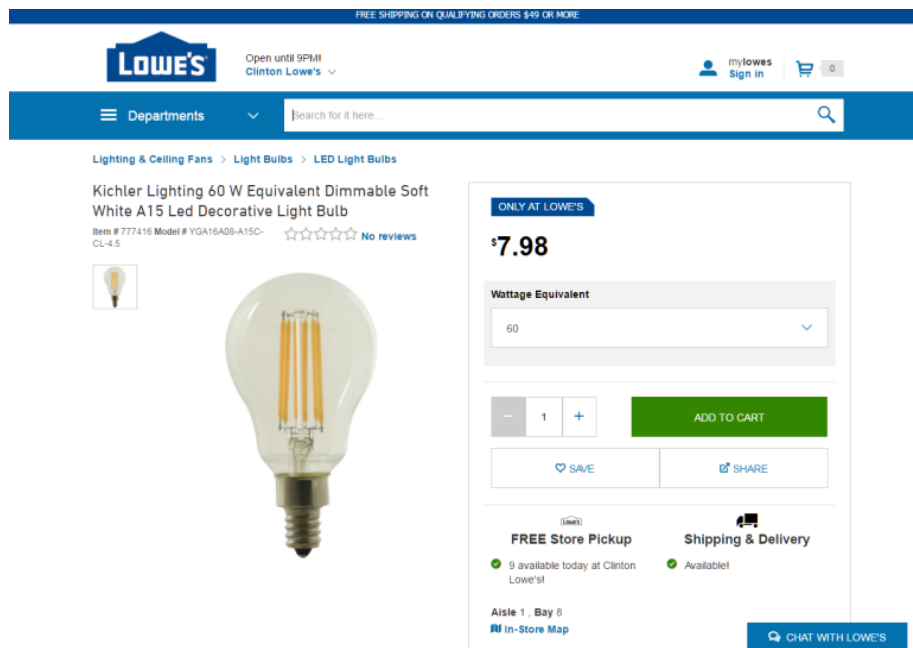 FREE SHIPPING ON QUALIFYING ORDERS $49 OR MORE
LOWE'S
Open until 9PM!
Clinton Lowe's
mylowes
Sign in
0
Departments
Search for it here...
Lighting & Ceiling Fans > Light Bulbs > LED Light Bulbs
Kichler Lighting 60 W Equivalent Dimmable Soft
White A15 Led Decorative Light Bulb
Item # 777416 Model # YGA16A08-A15C-
CL-4.5
No reviews
ONLY AT LOWE'S
$7.98
Wattage Equivalent
60
1
ADD TO CART
SAVE
SHARE
LOWE'S
FREE Store Pickup
9 available today at Clinton
Lowe's!
Shipping & Delivery
Available!
Aisle 1 , Bay 8
In-Store Map
CHAT WITH LOWE'S